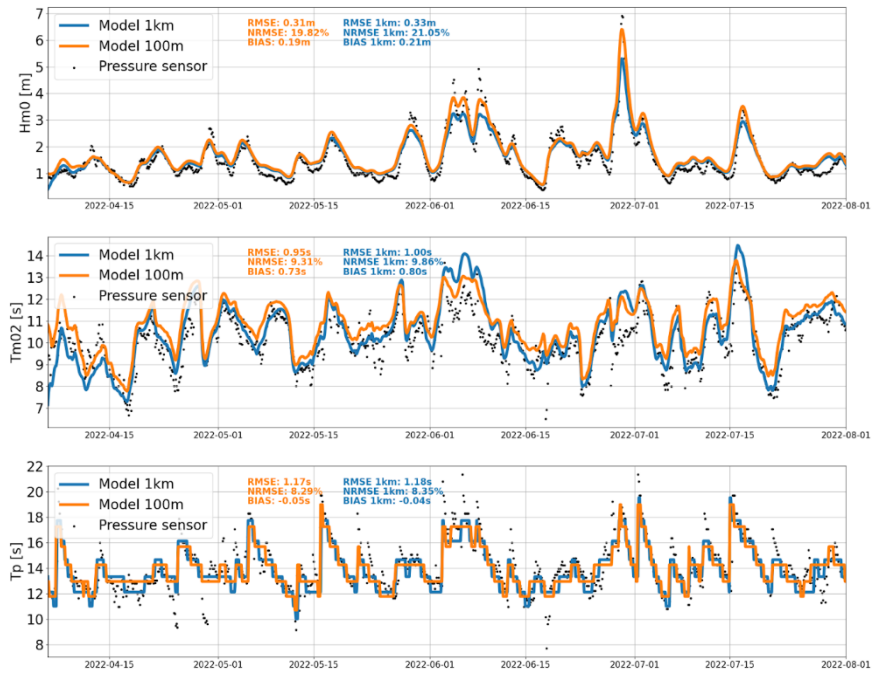 Model 1km
Model 100m
Pressure sensor
RMSE: 0.31m
NRMSE: 19.82%
BIAS: 0.19m
RMSE 1km: 0.33m
NRMSE 1km: 21.05%
BIAS 1km: 0.21m
Hm0 [m]
7
6
5
4
3
2
1
2022-04-15
2022-05-01
2022-05-15
2022-06-01
2022-06-15
2022-07-01
2022-07-15
2022-08-01
Model 1km
Model 100m
Pressure sensor
RMSE: 0.95s
NRMSE: 9.31%
BIAS: 0.73s
RMSE 1km: 1.00s
NRMSE 1km: 9.86%
BIAS 1km: 0.80s
Tm02 [s]
14
13
12
11
10
9
8
7
2022-04-15
2022-05-01
2022-05-15
2022-06-01
2022-06-15
2022-07-01
2022-07-15
2022-08-01
Model 1km
Model 100m
Pressure sensor
RMSE: 1.17s
NRMSE: 8.29%
BIAS: -0.05s
RMSE 1km: 1.18s
NRMSE 1km: 8.35%
BIAS 1km: -0.04s
Tp [s]
22
20
18
16
14
12
10
8
2022-04-15
2022-05-01
2022-05-15
2022-06-01
2022-06-15
2022-07-01
2022-07-15
2022-08-01